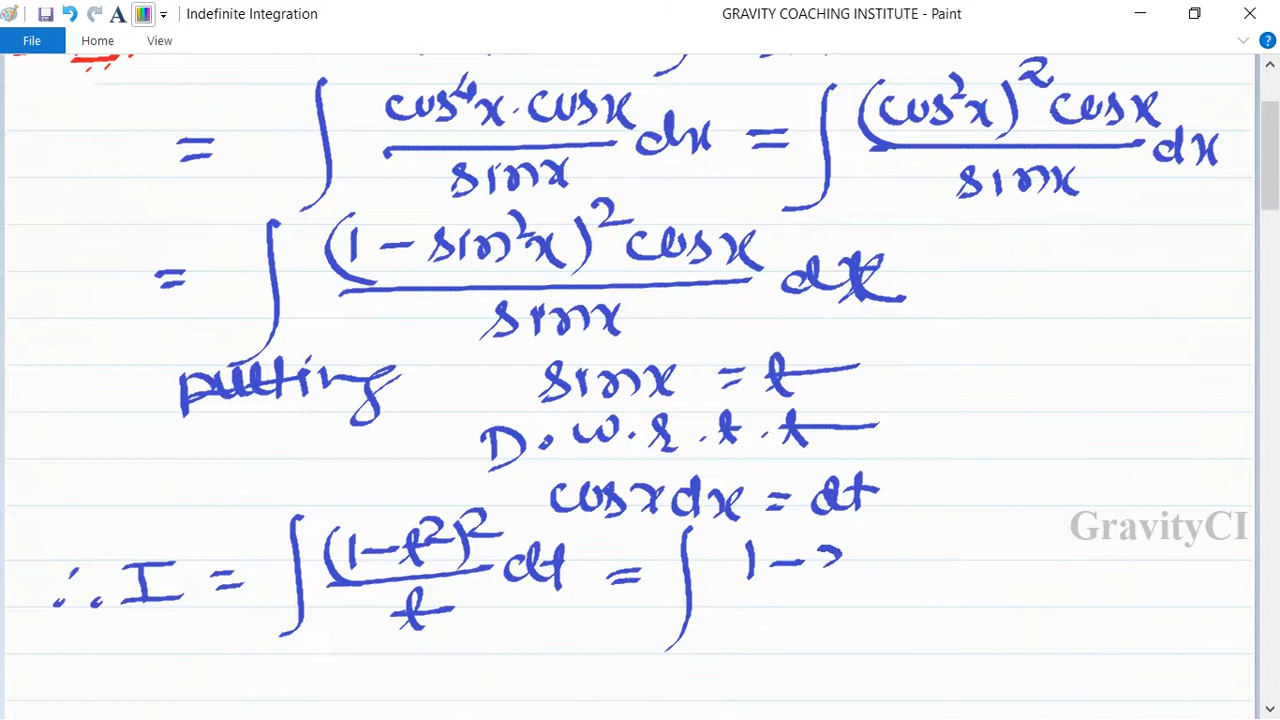 Indefinite Integration GRAVITY COACHING INSTITUTE - Paint
File Home View
= ∫ cos⁴x · cosx / sinx dx = ∫ (cos²x)² cosx / sinx dx
= ∫ (1 - sin²x)² cosx / sinx dx
putting sinx = t
D. w. r. t. t
cosx dx = dt
GravityCI
∴ I = ∫ (1-t²)² / t dt = ∫ 1 -